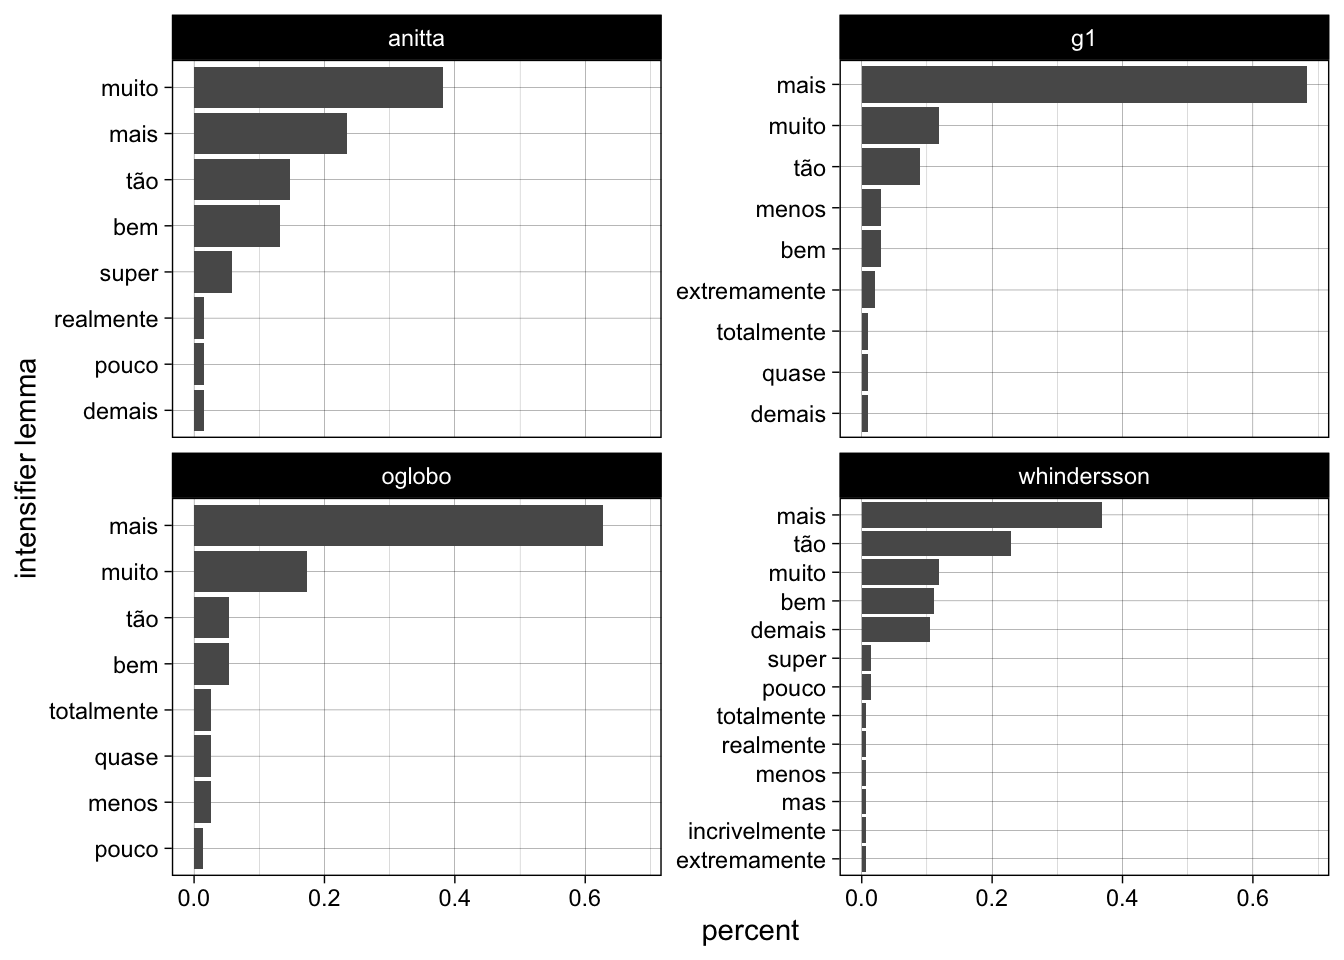 anitta
muito
mais
tão
bem
super
realmente
pouco
demais
g1
mais
muito
tão
menos
bem
extremamente
totalmente
quase
demais
oglobo
mais
muito
tão
bem
totalmente
quase
menos
pouco
0.0 0.2 0.4 0.6
whindersson
mais
tão
muito
bem
demais
super
pouco
totalmente
realmente
menos
mas
incrivelmente
extremamente
0.0 0.2 0.4 0.6
percent
intensifier lemma